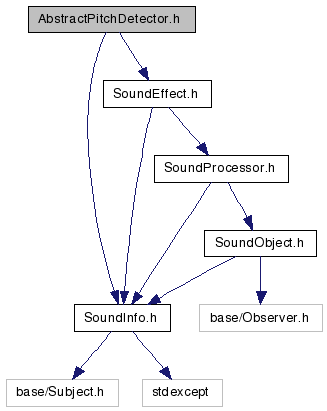 AbstractPitchDetector.h
SoundEffect.h
SoundProcessor.h
SoundObject.h
SoundInfo.h
base/Observer.h
base/Subject.h
stdexcept